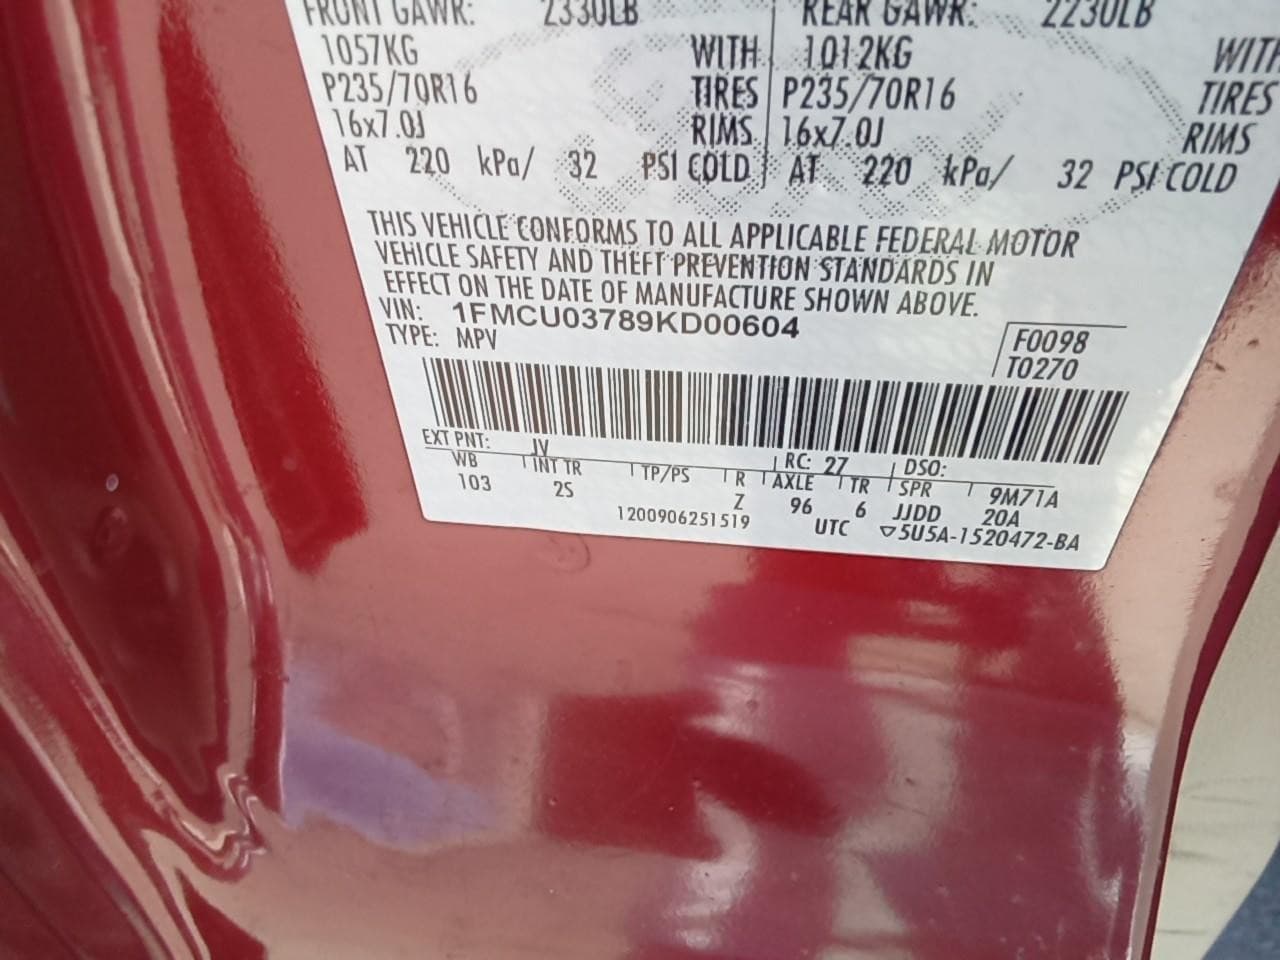 FRONT GAWR: 2330LB REAR GAWR: 2230LB
1057KG WITH 1012KG WITH
P235/70R16 TIRES P235/70R16 TIRES
16x7.0J RIMS 16x7.0J RIMS
AT 220 kPa/ 32 PSI COLD AT 220 kPa/ 32 PSI COLD
THIS VEHICLE CONFORMS TO ALL APPLICABLE FEDERAL MOTOR
VEHICLE SAFETY AND THEFT PREVENTION STANDARDS IN
EFFECT ON THE DATE OF MANUFACTURE SHOWN ABOVE.
VIN: 1FMCU03789KD00604
TYPE: MPV
F0098
T0270
EXT PNT: JV RC: 27 DSO:
WB INT TR TP/PS R AXLE TR SPR 9M71A
103 2S Z 96 6 JJDD 20A
1200906251519 UTC ▽5U5A-1520472-BA